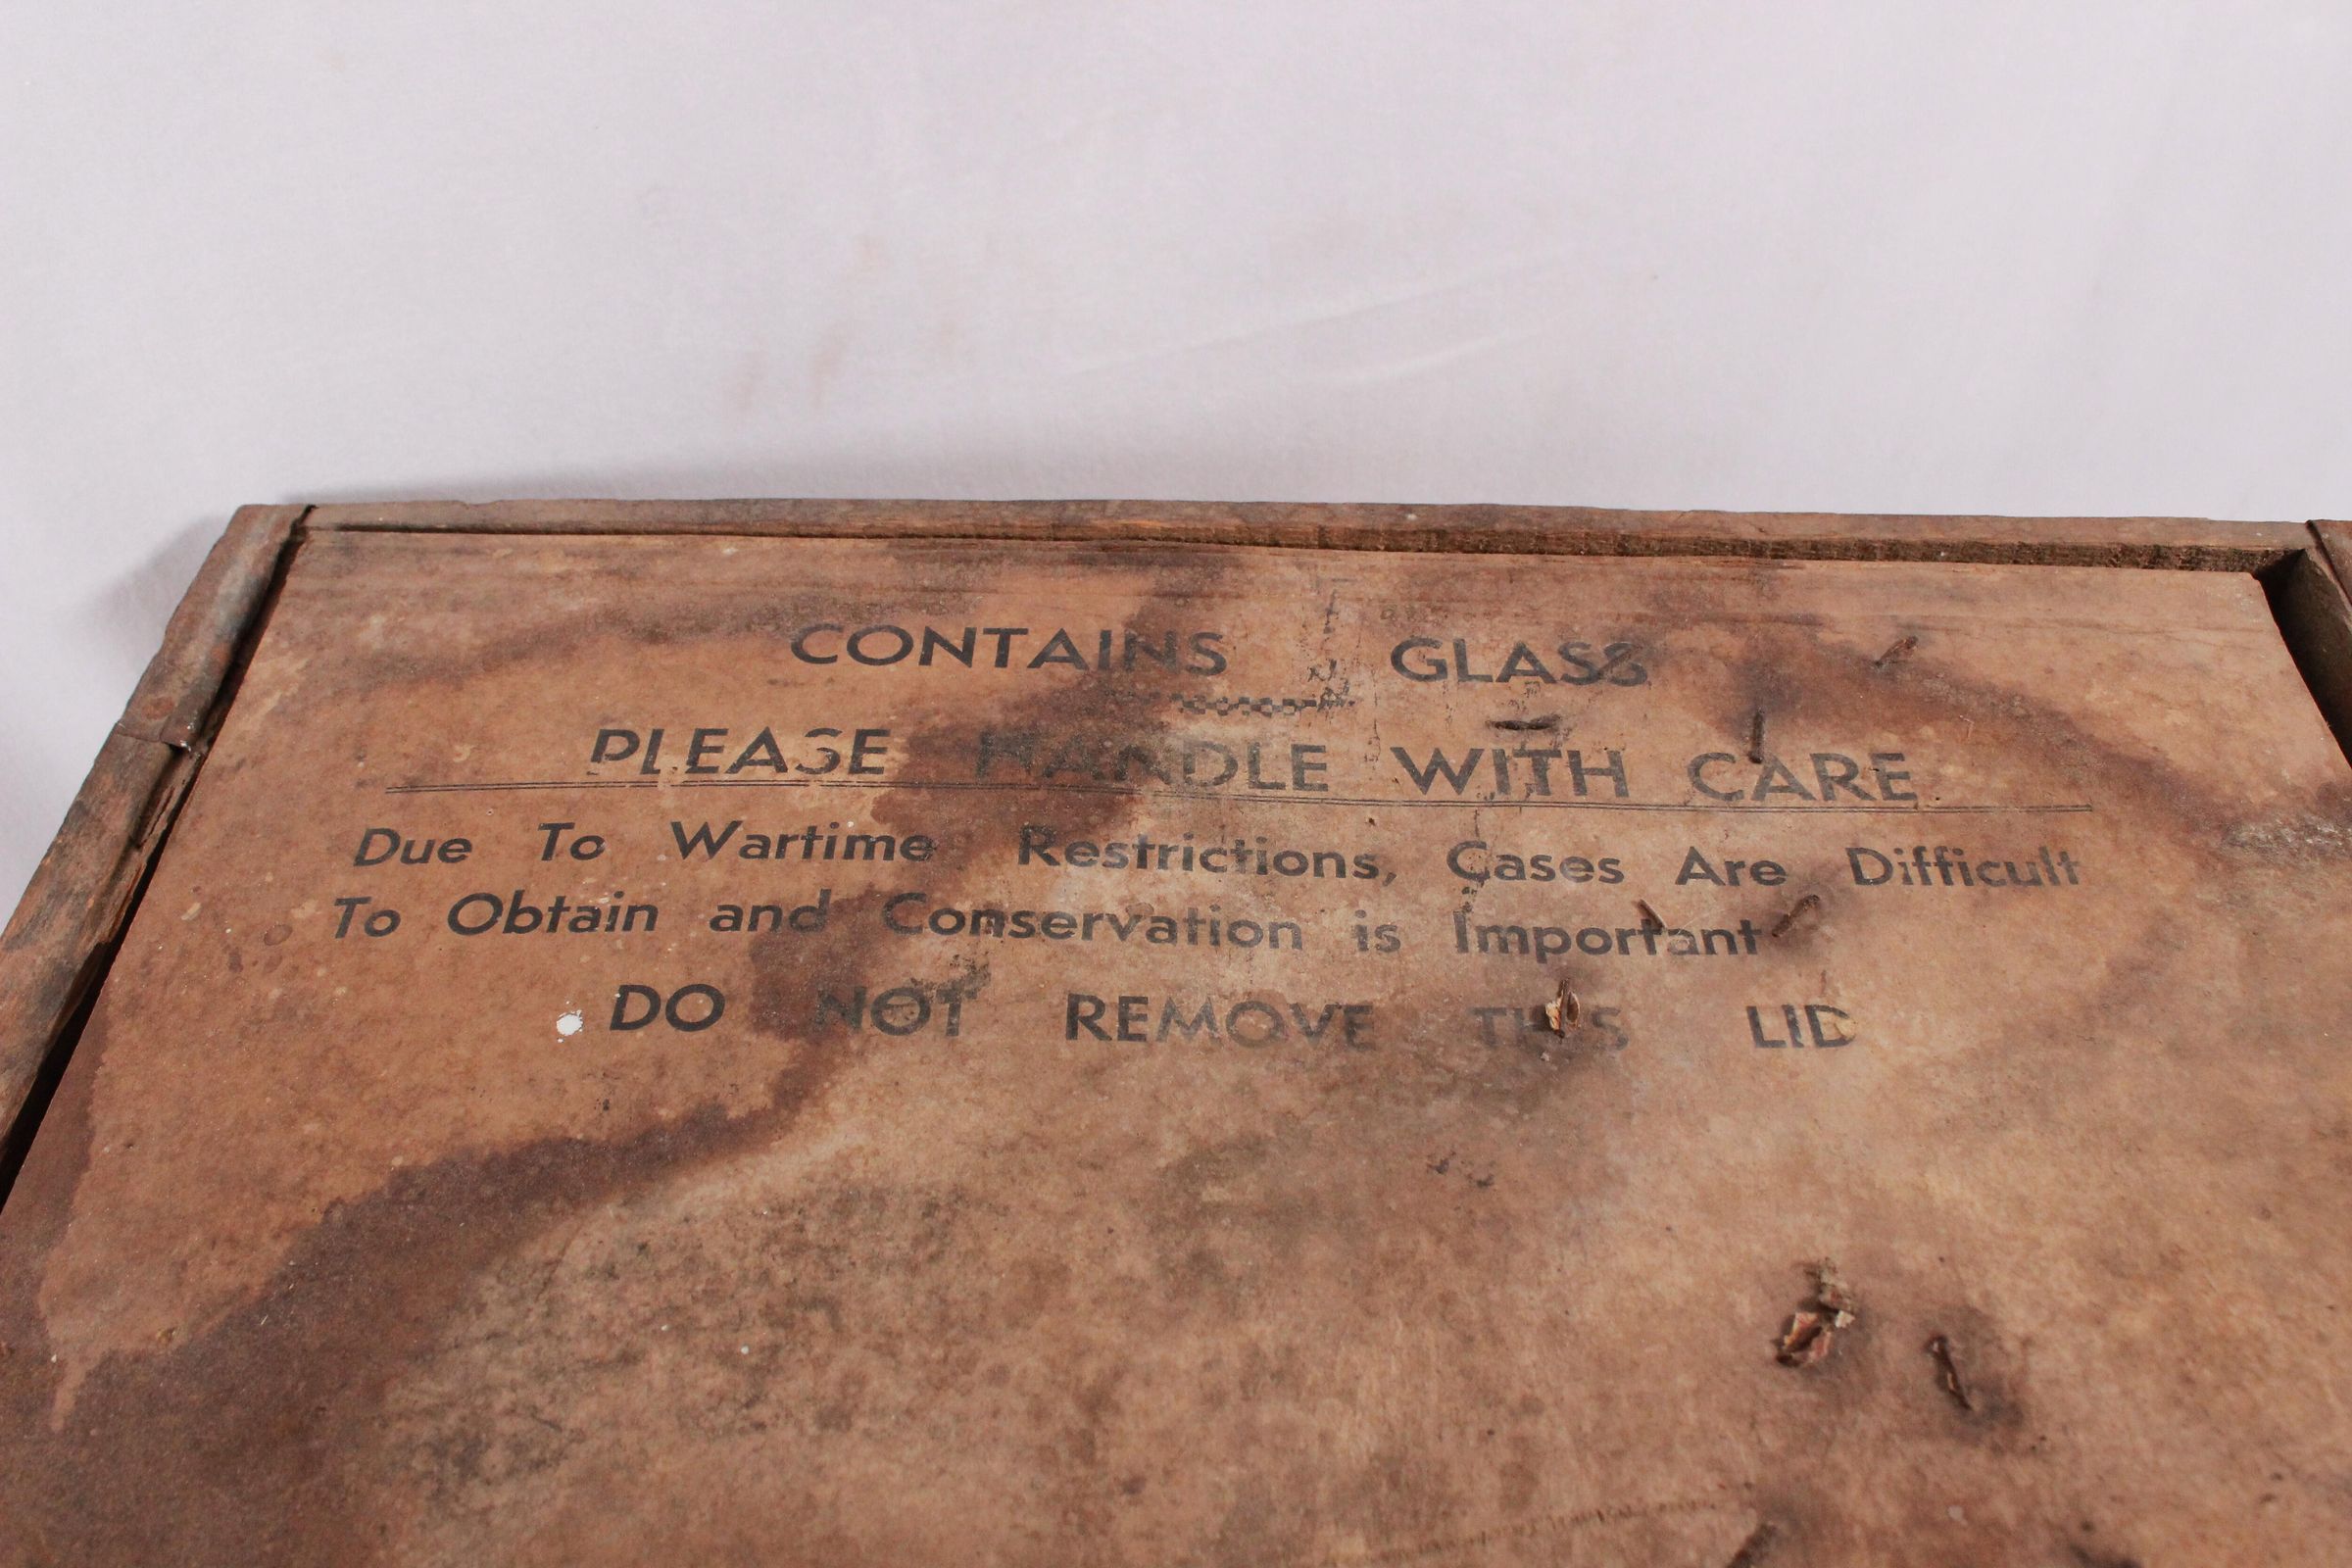 CONTAINS GLASS
PLEASE HANDLE WITH CARE
Due To Wartime Restrictions, Cases Are Difficult
To Obtain and Conservation is Important
DO NOT REMOVE THIS LID